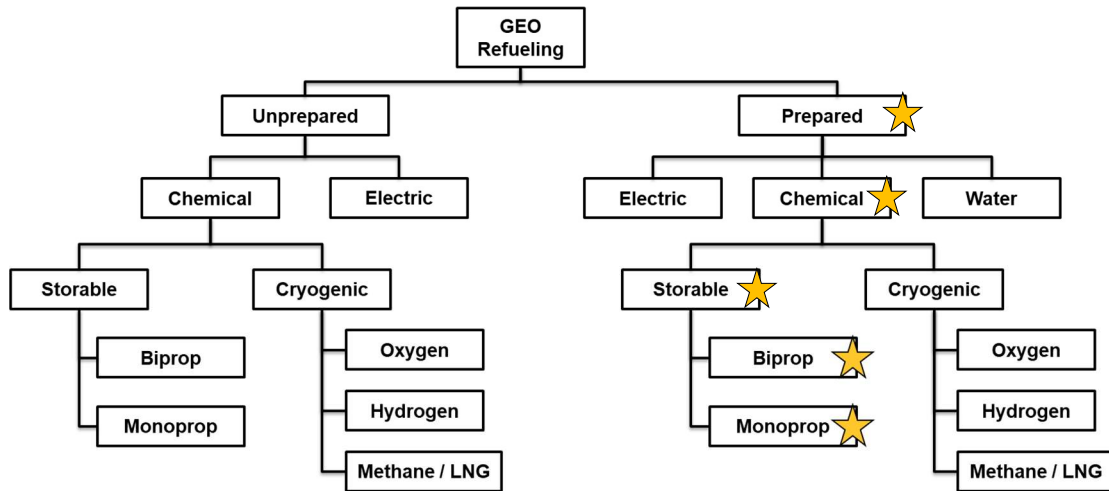 GEO
Refueling
Unprepared
Prepared
Chemical
Electric
Electric
Chemical
Water
Storable
Cryogenic
Storable
Cryogenic
Biprop
Oxygen
Biprop
Oxygen
Monoprop
Hydrogen
Monoprop
Hydrogen
Methane / LNG
Methane / LNG